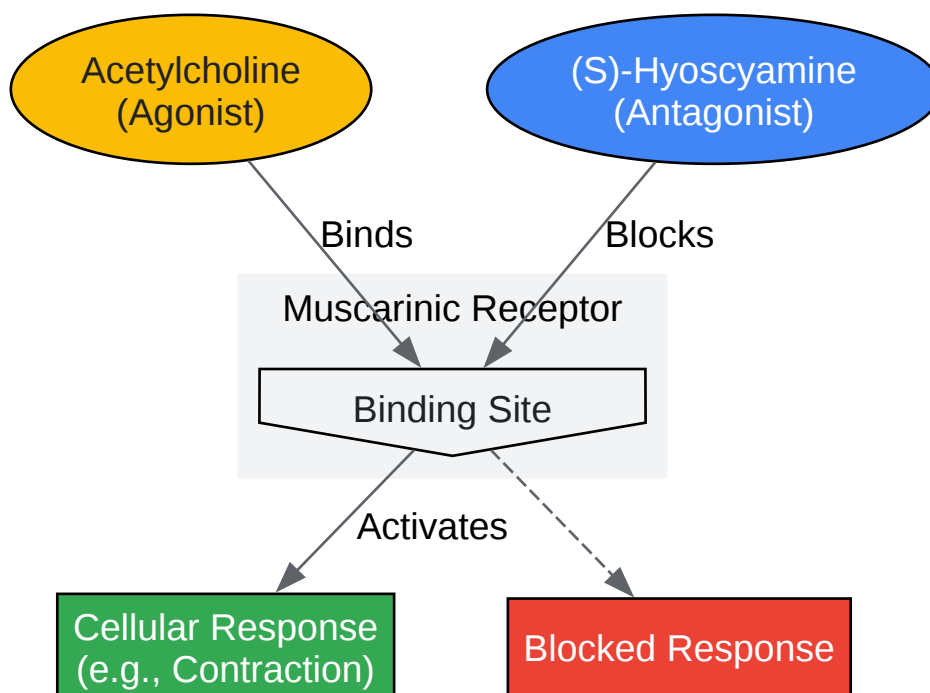 Acetylcholine
(Agonist)
(S)-Hyoscyamine
(Antagonist)
Binds
Blocks
Muscarinic Receptor
Binding Site
Activates
Cellular Response
(e.g., Contraction)
Blocked Response